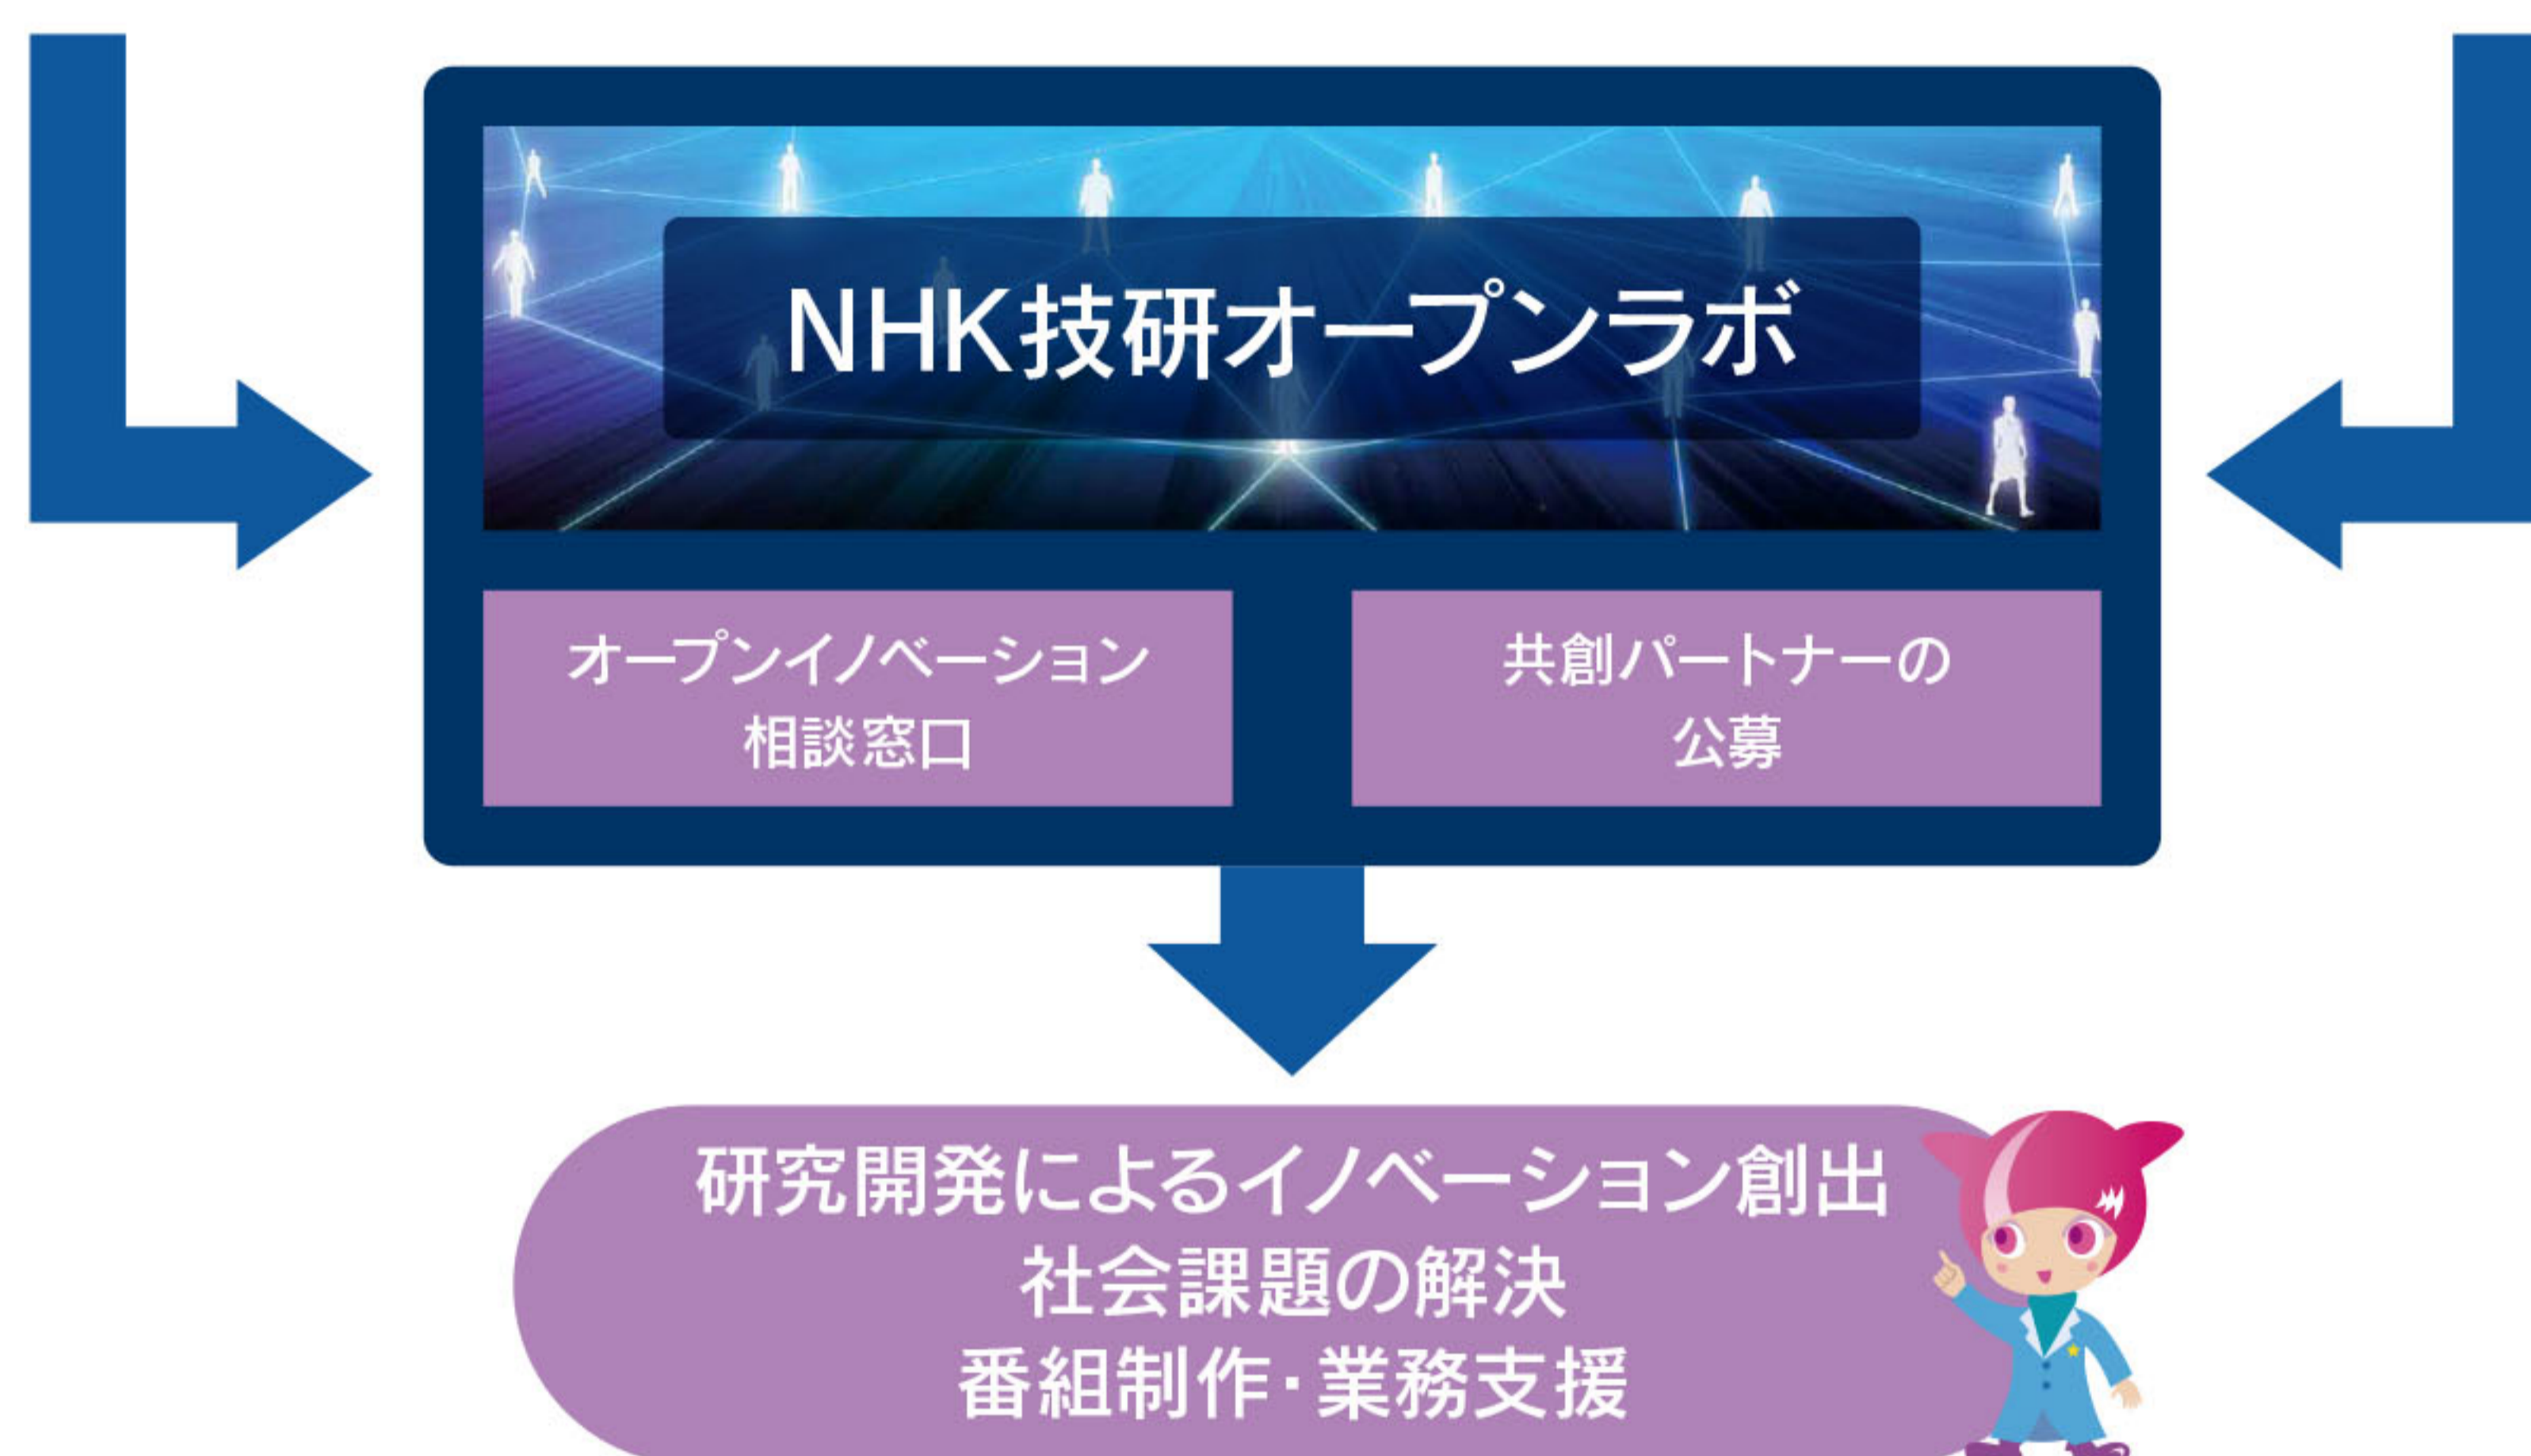 NHK技研オープンラボ
オープンイノベーション
相談窓口
共創パートナーの
公募
研究開発によるイノベーション創出
社会課題の解決
番組制作・業務支援